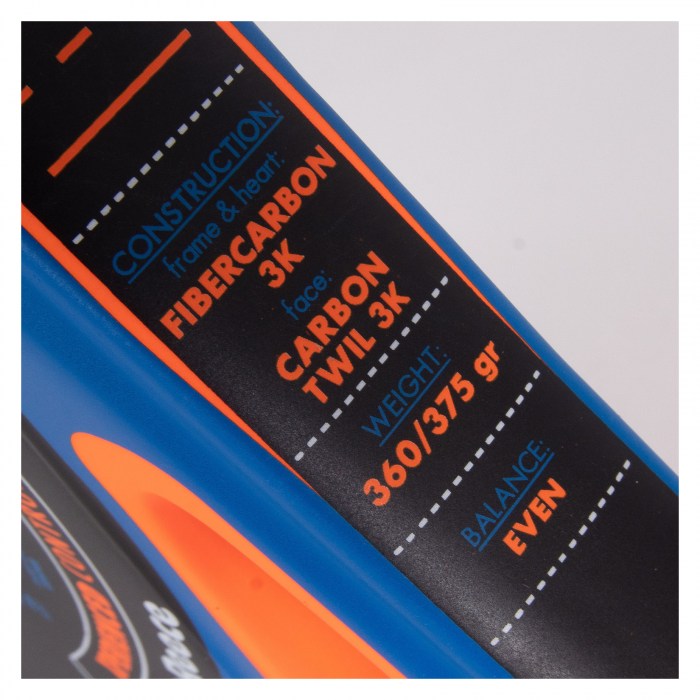 CONSTRUCTION:
frame & heart:
FIBERCARBON
3K
face:
CARBON
TWIL 3K
WEIGHT:
360/375 gr
BALANCE:
EVEN